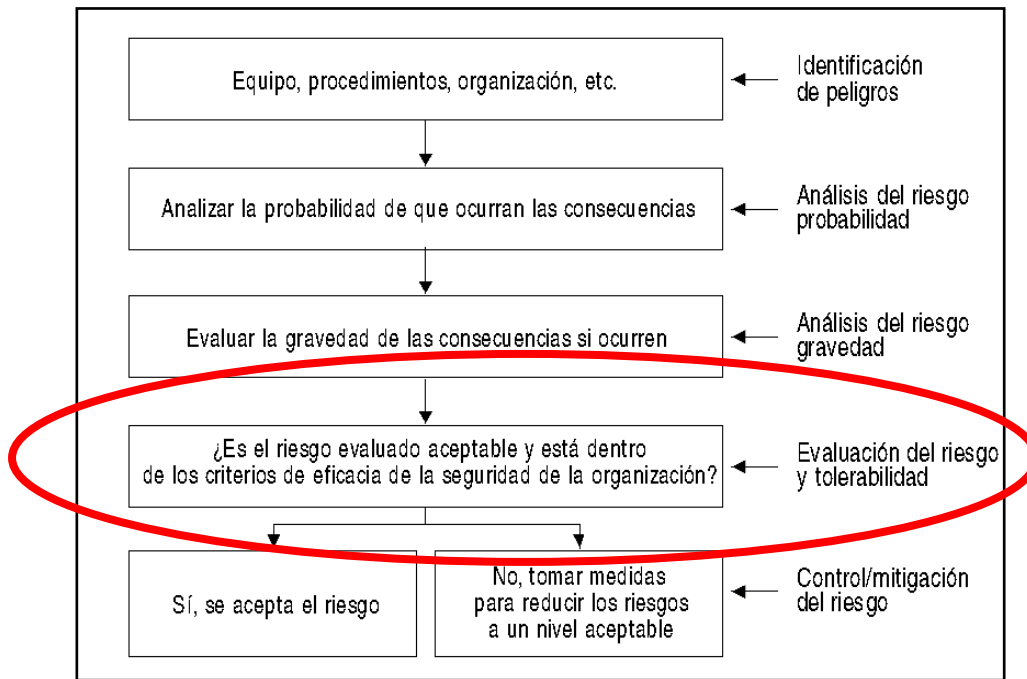 Equipo, procedimientos, organización, etc.
Identificación
de peligros
Analizar la probabilidad de que ocurran las consecuencias
Análisis del riesgo
probabilidad
Evaluar la gravedad de las consecuencias si ocurren
Análisis del riesgo
gravedad
¿Es el riesgo evaluado aceptable y está dentro
de los criterios de eficacia de la seguridad de la organización?
Evaluación del riesgo
y tolerabilidad
Sí, se acepta el riesgo
No, tomar medidas
para reducir los riesgos
a un nivel aceptable
Control/mitigación
del riesgo